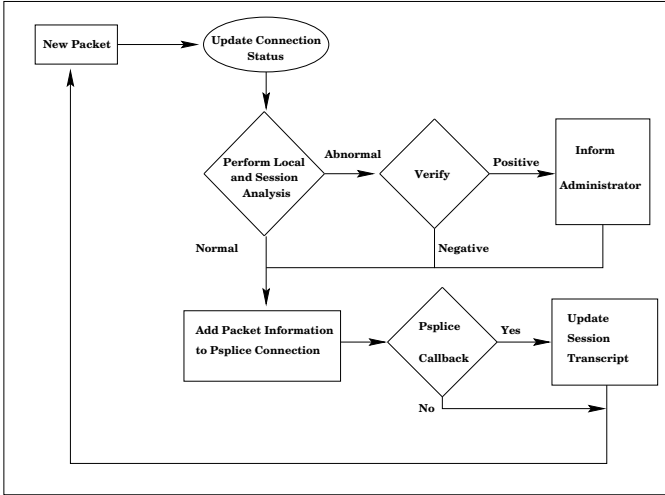 New Packet
Update Connection
Status
Perform Local
and Session
Analysis
Abnormal
Verify
Positive
Inform
Administrator
Normal
Negative
Add Packet Information
to Psplice Connection
Psplice
Callback
Yes
Update
Session
Transcript
No